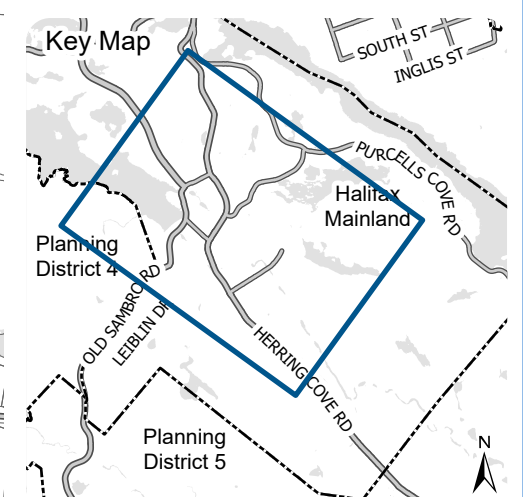 Key Map
SOUTH ST
INGLIS ST
PURCELLS COVE RD
Halifax
Mainland
Planning
District 4
OLD SAMBRO RD
LEIBLIN DR
HERRING COVE RD
Planning
District 5
N